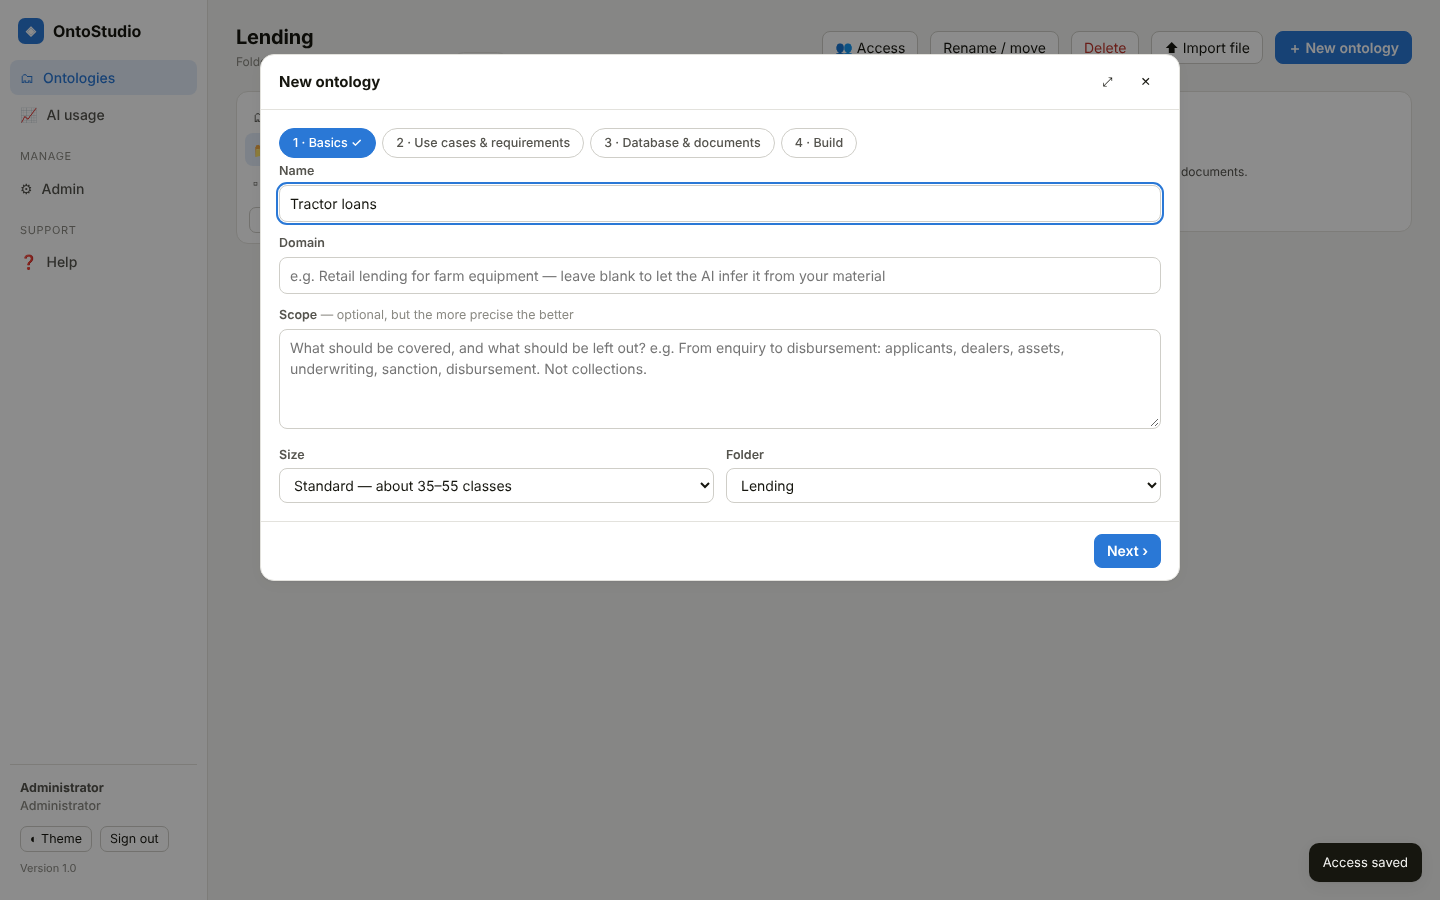 OntoStudio
Ontologies
AI usage
MANAGE
Admin
SUPPORT
Help
Administrator
Administrator
Theme
Sign out
Version 1.0
Lending
Access
Rename / move
Delete
Import file
+ New ontology
documents.
New ontology
1 · Basics ✓
2 · Use cases & requirements
3 · Database & documents
4 · Build
Name
Tractor loans
Domain
e.g. Retail lending for farm equipment — leave blank to let the AI infer it from your material
Scope — optional, but the more precise the better
What should be covered, and what should be left out? e.g. From enquiry to disbursement: applicants, dealers, assets,
underwriting, sanction, disbursement. Not collections.
Size
Folder
Standard — about 35–55 classes
Lending
Next ›
Access saved